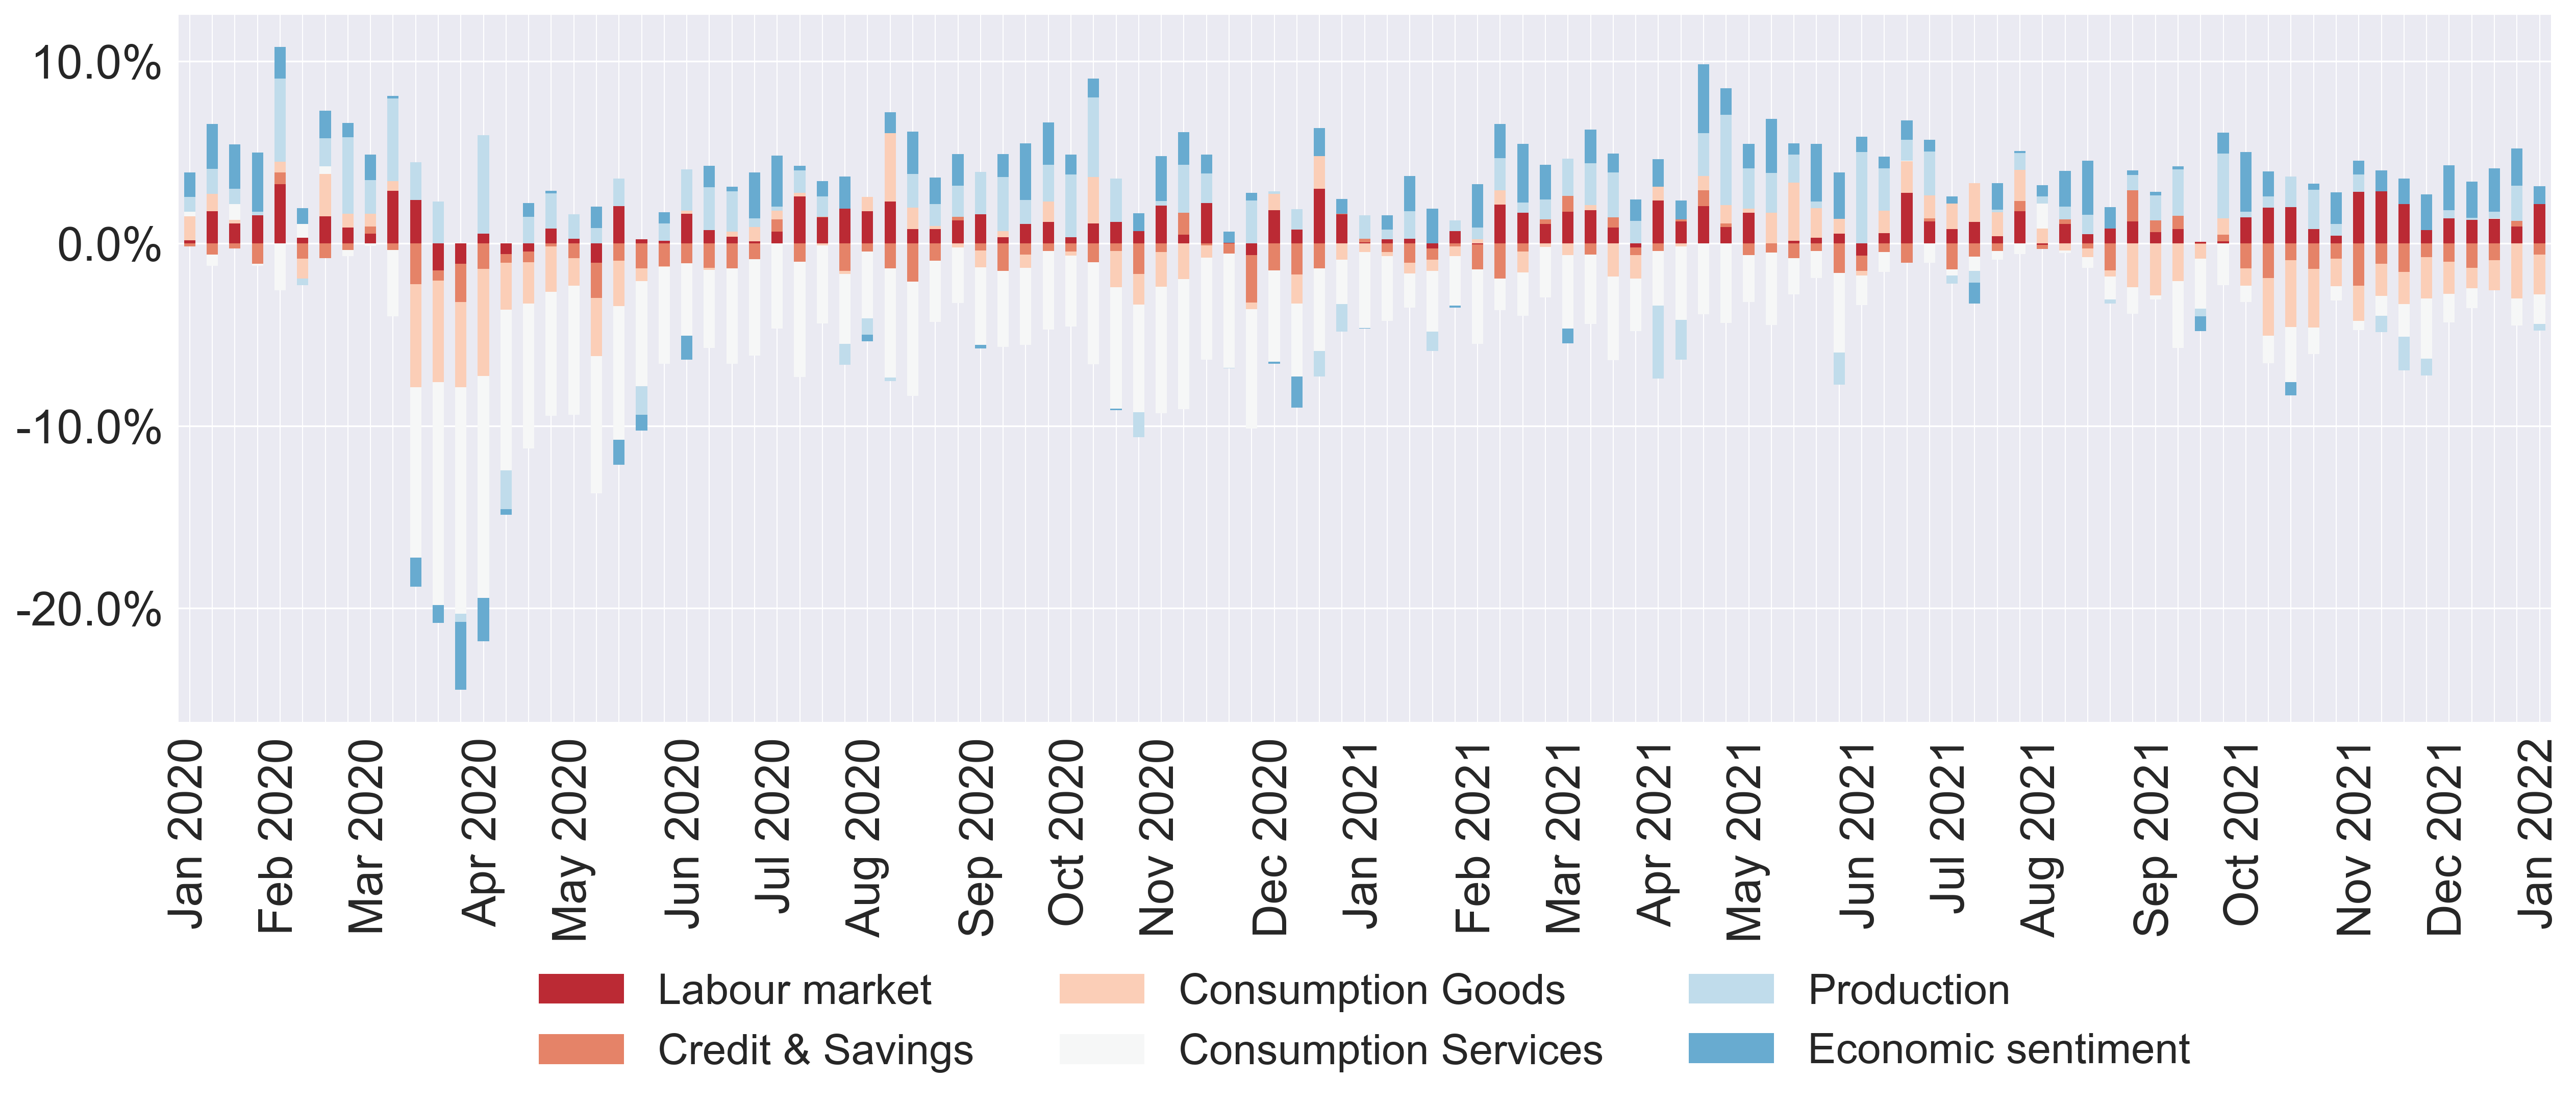 10.0%
0.0%
-10.0%
-20.0%
Jan 2020
Feb 2020
Mar 2020
Apr 2020
May 2020
Jun 2020
Jul 2020
Aug 2020
Sep 2020
Oct 2020
Nov 2020
Dec 2020
Jan 2021
Feb 2021
Mar 2021
Apr 2021
May 2021
Jun 2021
Jul 2021
Aug 2021
Sep 2021
Oct 2021
Nov 2021
Dec 2021
Jan 2022
Labour market
Credit & Savings
Consumption Goods
Consumption Services
Production
Economic sentiment